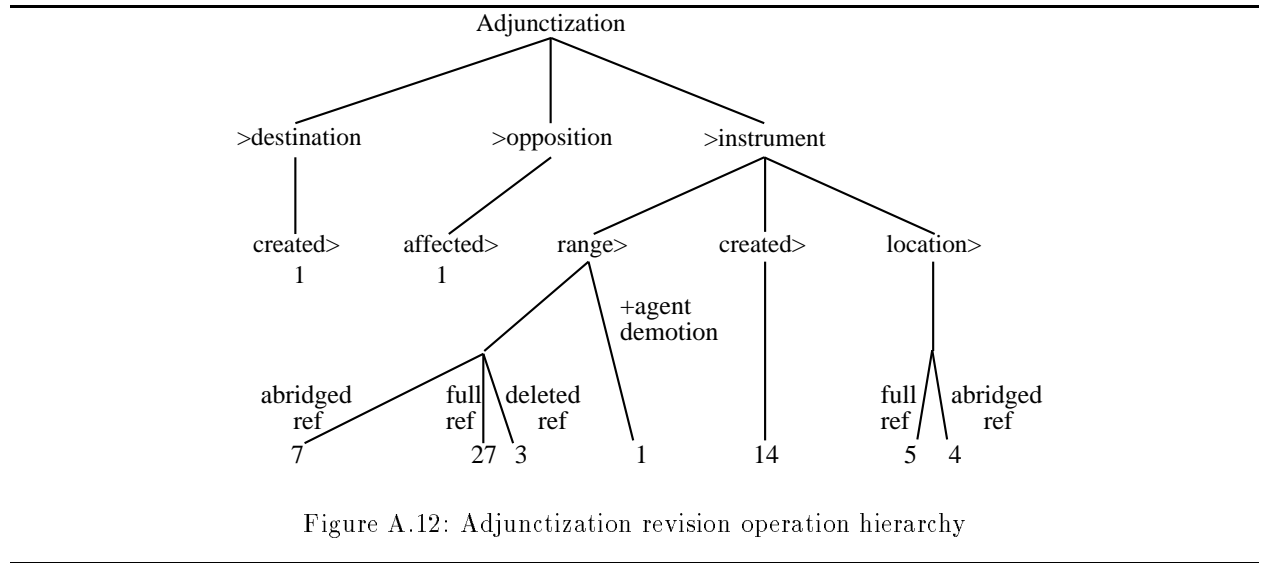 Adjunctization
>destination >opposition >instrument
created> affected> range> created> location>
1 1
+agent
demotion
abridged full deleted full abridged
ref ref ref ref ref
7 27 3 1 14 5 4
Figure A.12: Adjunctization revision operation hierarchy